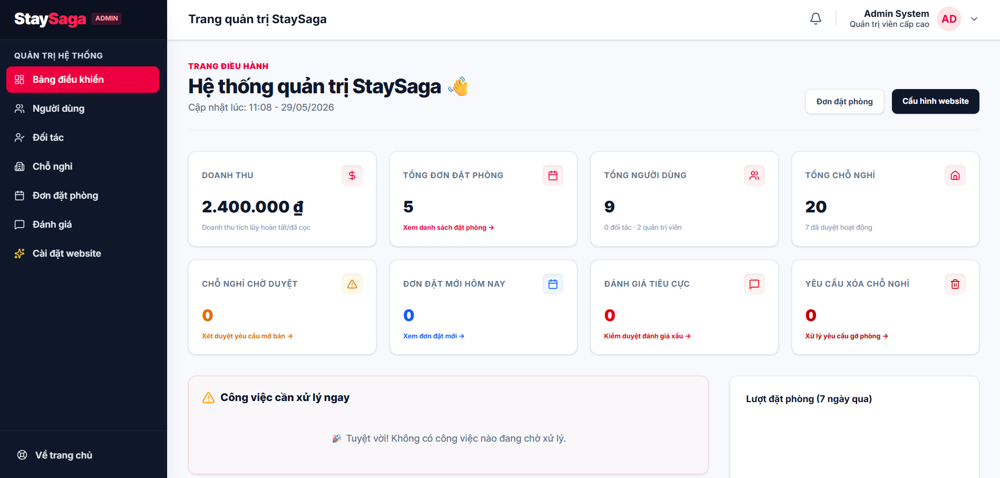 StaySaga ADMIN
QUẢN TRỊ HỆ THỐNG
Bảng điều khiển
Người dùng
Đối tác
Chỗ nghỉ
Đơn đặt phòng
Đánh giá
Cài đặt website
Về trang chủ
Trang quản trị StaySaga
Admin System
Quản trị viên cấp cao
AD
TRANG ĐIỀU HÀNH
Hệ thống quản trị StaySaga 👋
Cập nhật lúc: 11:08 - 29/05/2026
Đơn đặt phòng
Cấu hình website
DOANH THU
2.400.000 ₫
Doanh thu tích lũy hoàn tất/đã cọc
TỔNG ĐƠN ĐẶT PHÒNG
5
Xem danh sách đặt phòng →
TỔNG NGƯỜI DÙNG
9
0 đối tác · 2 quản trị viên
TỔNG CHỖ NGHỈ
20
7 đã duyệt hoạt động
CHỖ NGHỈ CHỜ DUYỆT
0
Xét duyệt yêu cầu mở bán →
ĐƠN ĐẶT MỚI HÔM NAY
0
Xem đơn đặt mới →
ĐÁNH GIÁ TIÊU CỰC
0
Kiểm duyệt đánh giá xấu →
YÊU CẦU XÓA CHỖ NGHỈ
0
Xử lý yêu cầu gỡ phòng →
Công việc cần xử lý ngay
🎉 Tuyệt vời! Không có công việc nào đang chờ xử lý.
Lượt đặt phòng (7 ngày qua)